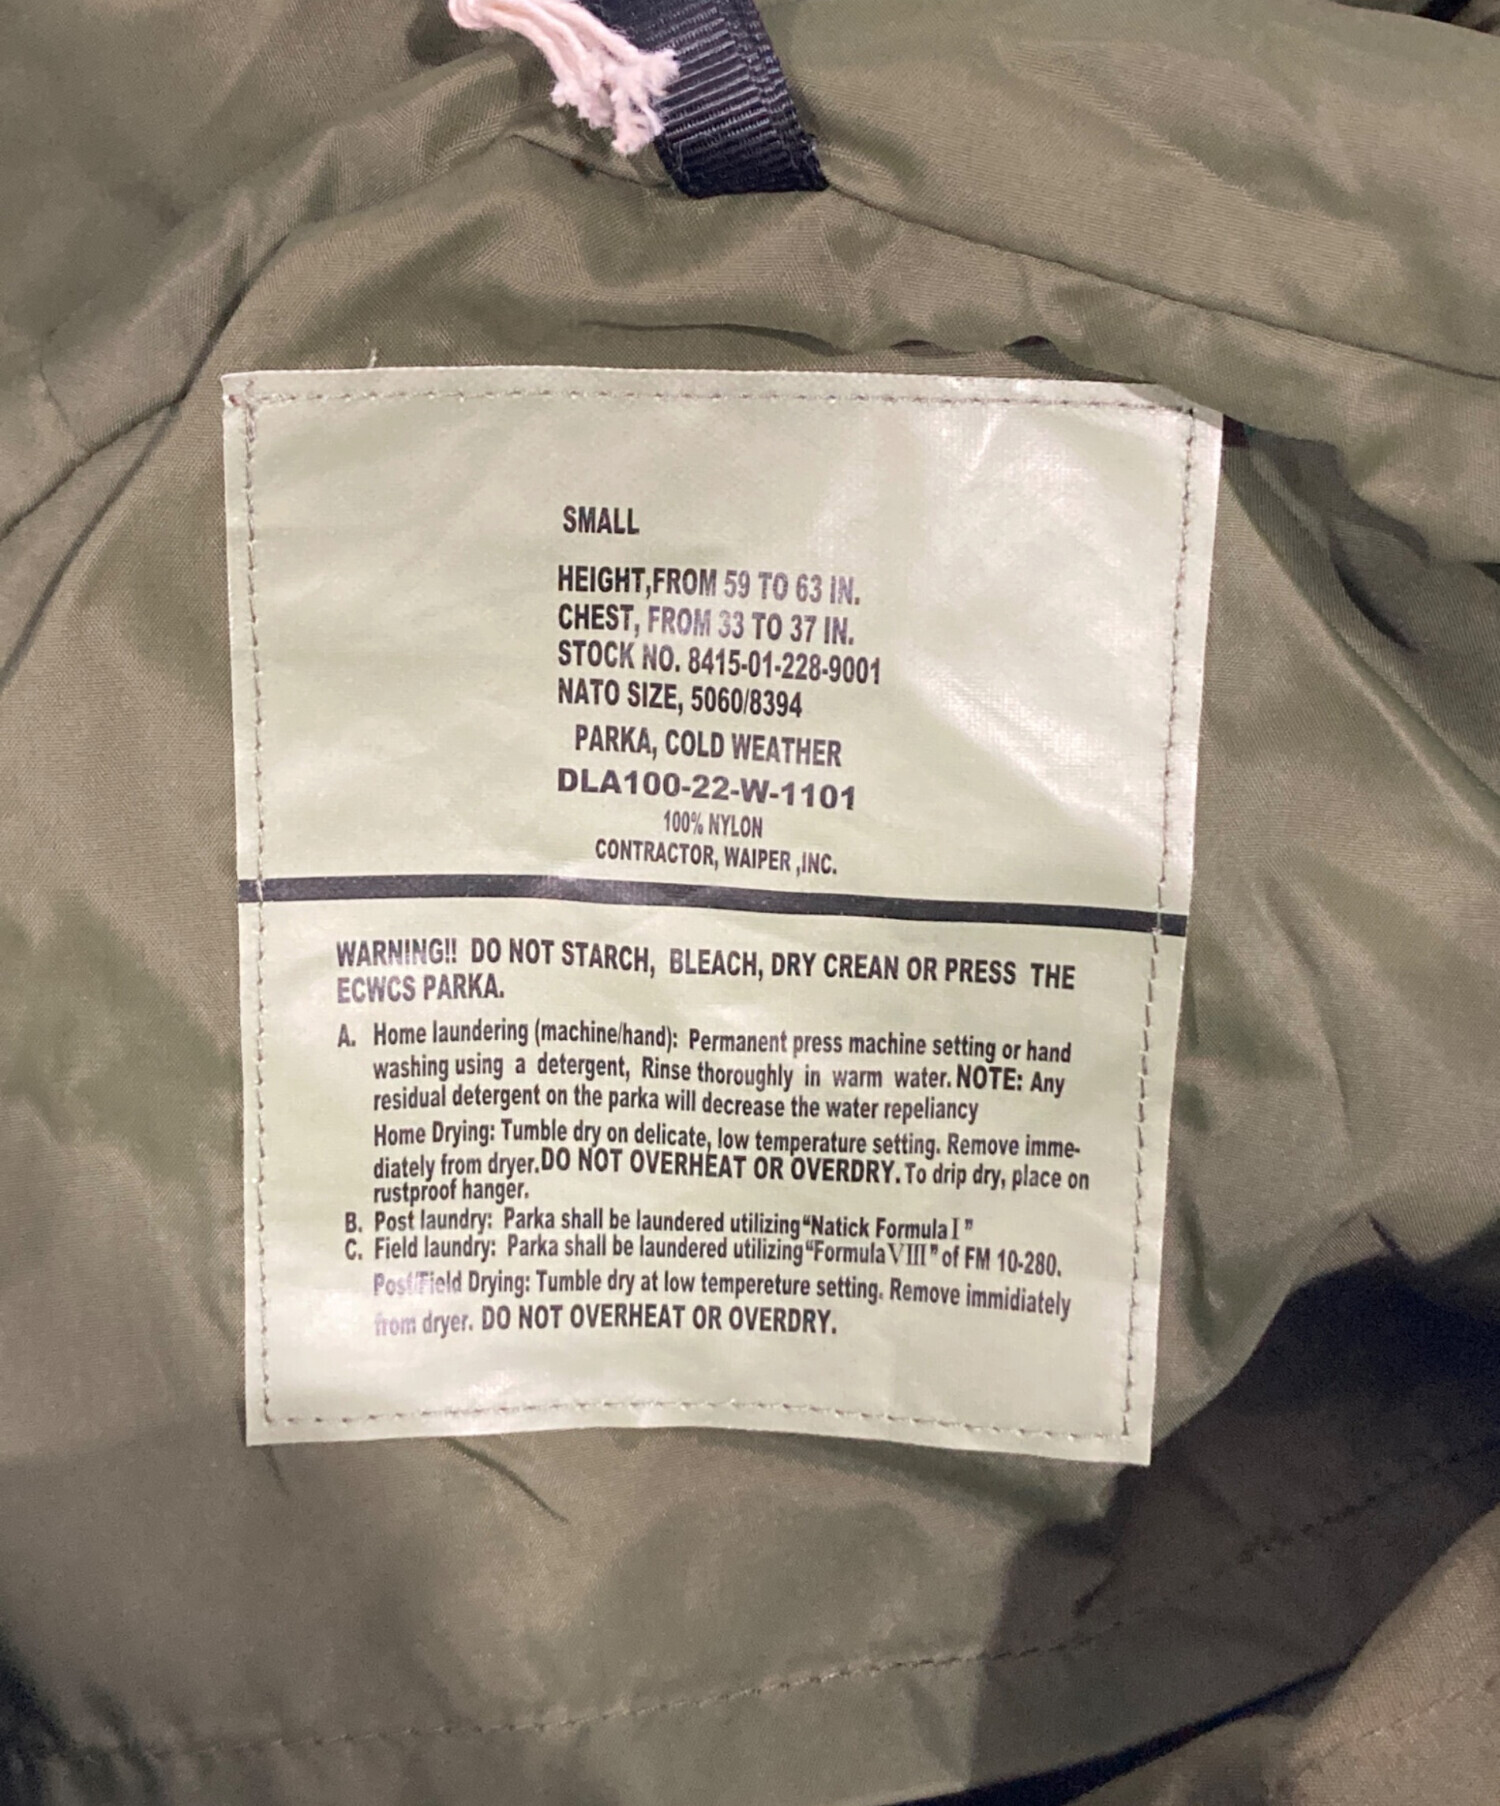 SMALL
HEIGHT,FROM 59 TO 63 IN.
CHEST, FROM 33 TO 37 IN.
STOCK NO. 8415-01-228-9001
NATO SIZE, 5060/8394
PARKA, COLD WEATHER
DLA100-22-W-1101
100% NYLON
CONTRACTOR, WAIPER ,INC.
WARNING!! DO NOT STARCH, BLEACH, DRY CREAN OR PRESS THE
ECWCS PARKA.
A. Home laundering (machine/hand): Permanent press machine setting or hand
washing using a detergent, Rinse thoroughly in warm water. NOTE: Any
residual detergent on the parka will decrease the water repeliancy
Home Drying: Tumble dry on delicate, low temperature setting. Remove imme-
diately from dryer. DO NOT OVERHEAT OR OVERDRY. To drip dry, place on
rustproof hanger.
B. Post laundry: Parka shall be laundered utilizing "Natick Formula I"
C. Field laundry: Parka shall be laundered utilizing "Formula VIII" of FM 10-280.
Post/Field Drying: Tumble dry at low tempereture setting. Remove immidiately
from dryer. DO NOT OVERHEAT OR OVERDRY.